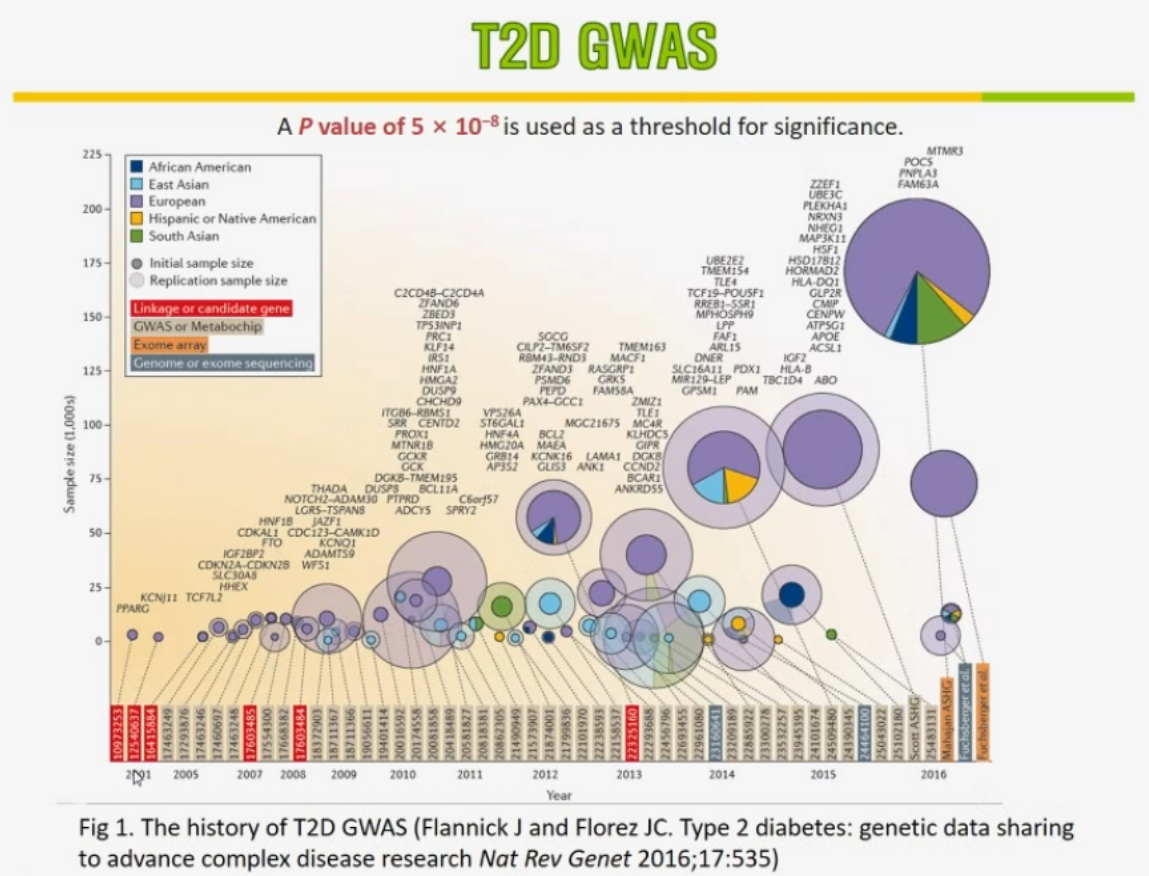 T2D GWAS
A P value of 5 × 10⁻⁸ is used as a threshold for significance.
225
200
175
150
125
100
75
50
25
0
Sample size (1,000s)
African American
East Asian
European
Hispanic or Native American
South Asian
Initial sample size
Replication sample size
Linkage or candidate gene
GWAS or Metabochip
Exome array
Genome or exome sequencing
PPARG
KCNJ11
TCF7L2
IGF2BP2
CDKN2A–CDKN2B
SLC30A8
HHEX
HNF1B
CDKAL1
FTO
THADA
NOTCH2–ADAM30
LGR5–TSPAN8
JAZF1
CDC123–CAMK1D
KCNQ1
ADAMTS9
WFS1
C2CD4B–C2CD4A
ZFAND6
ZBED3
TP53INP1
PRC1
KLF14
IRS1
HNF1A
HMGA2
DUSP9
CHCHD9
ITGB6–RBMS1
SRR CENTD2
PROX1
MTNR1B
GCKR
GCK
DGKB–TMEM195
DUSP8 BCL11A
PTPRD
ADCY5
C6orf57
SPRY2
VPS26A
ST6GAL1
HNF4A
HMG20A
GRB14
AP3S2
SGCG
CILP2–TM6SF2
RBM43–RND3
ZFAND3
PSMD6
PEPD
PAX4–GCC1
BCL2
MAEA
KCNK16
GLIS3
MGC21675
LAMA1
ANK1
TMEM163
MACF1
RASGRP1
GRK5
FAM58A
ZMIZ1
TLE1
MC4R
KLHDC5
GIPR
DGKB
CCND2
BCAR1
ANKRD55
UBE2E2
TMEM154
TLE4
TCF19–POU5F1
RREB1–SSR1
MPHOSPH9
LPP
FAF1
ARL15
DNER
SLC16A11 PDX1
MIR129–LEP
GPSM1 PAM
IGF2
HLA-B
TBC1D4 ABO
ZZEF1
UBE3C
PLEKHA1
NRXN3
NHEG1
MAP3K11
HSF1
HSD17B12
HORMAD2
HLA-DQ1
GLP2R
CMIP
CENPW
ATP5G1
APOE
ACSL1
MTMR3
POC5
PNPLA3
FAM63A
10973253
12540637
16415884
17463249
17293876
17463246
17460697
17463248
17603485
17554300
17668382
17603484
18372903
18711367
18711366
19056611
19401414
20016592
20174558
20081858
20418489
20581827
20818381
20862305
21490949
21573907
21874001
21799836
22101970
22238593
22158537
22325160
22293688
22456796
22693455
22961080
23160641
23209189
22885922
23300278
23532257
23945395
24101674
24509480
24390345
24464100
25043022
25102180
Scott ASHG
25483131
Mahajan ASHG
Fuchsberger et al.
Fuchsberger et al.
2001 2005 2007 2008 2009 2010 2011 2012 2013 2014 2015 2016
Year
Fig 1. The history of T2D GWAS (Flannick J and Florez JC. Type 2 diabetes: genetic data sharing
to advance complex disease research Nat Rev Genet 2016;17:535)